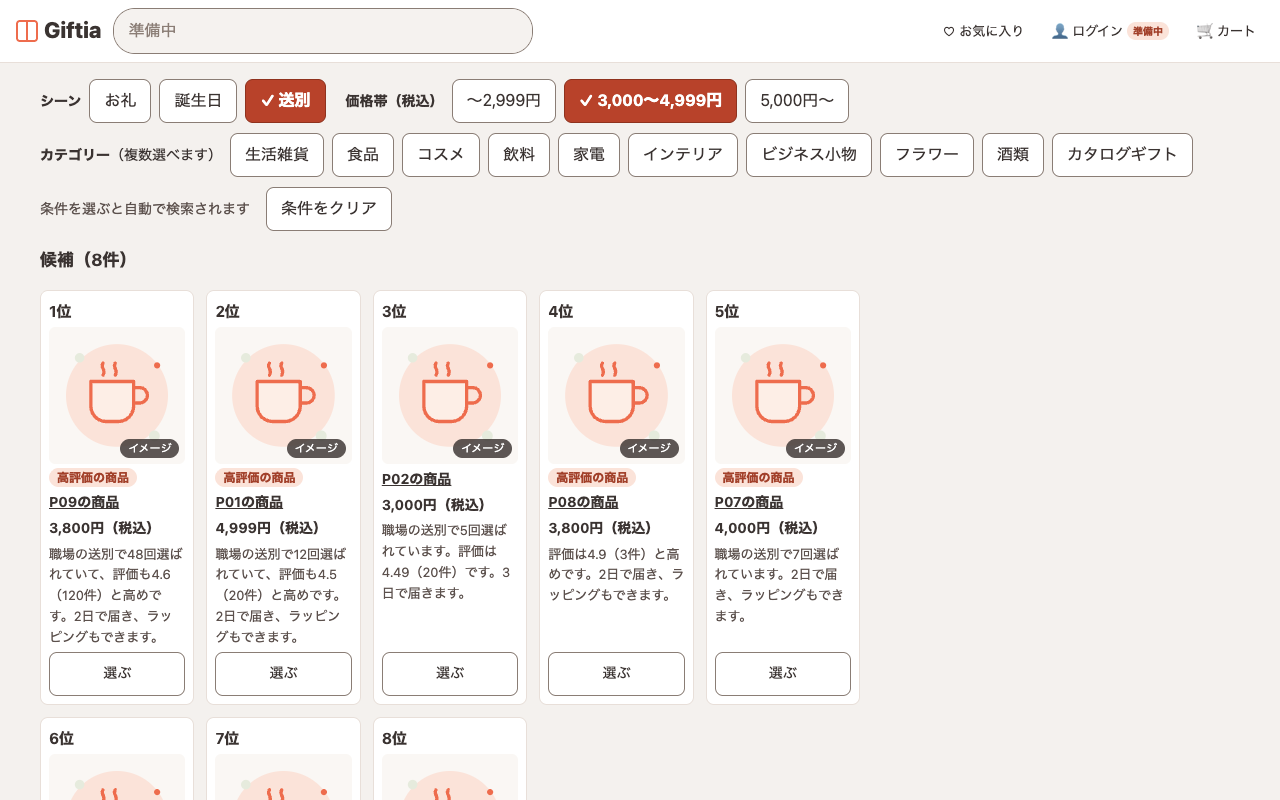 Giftia
準備中
♡ お気に入り
👤 ログイン 準備中
🛒 カート
シーン お礼 誕生日 ✓ 送別 価格帯（税込） 〜2,999円 ✓ 3,000〜4,999円 5,000円〜
カテゴリー（複数選べます） 生活雑貨 食品 コスメ 飲料 家電 インテリア ビジネス小物 フラワー 酒類 カタログギフト
条件を選ぶと自動で検索されます 条件をクリア
候補（8件）
1位
イメージ
高評価の商品
P09の商品
3,800円（税込）
職場の送別で48回選ば
れていて、評価も4.6
（120件）と高めで
す。2日で届き、ラッ
ピングもできます。
選ぶ
2位
イメージ
高評価の商品
P01の商品
4,999円（税込）
職場の送別で12回選ば
れていて、評価も4.5
（20件）と高めです。
2日で届き、ラッピン
グもできます。
選ぶ
3位
イメージ
P02の商品
3,000円（税込）
職場の送別で5回選ば
れています。評価は
4.49（20件）です。3
日で届きます。
選ぶ
4位
イメージ
高評価の商品
P08の商品
3,800円（税込）
評価は4.9（3件）と高
めです。2日で届き、ラ
ッピングもできます。
選ぶ
5位
イメージ
高評価の商品
P07の商品
4,000円（税込）
職場の送別で7回選ば
れています。2日で届
き、ラッピングもでき
ます。
選ぶ
6位
7位
8位